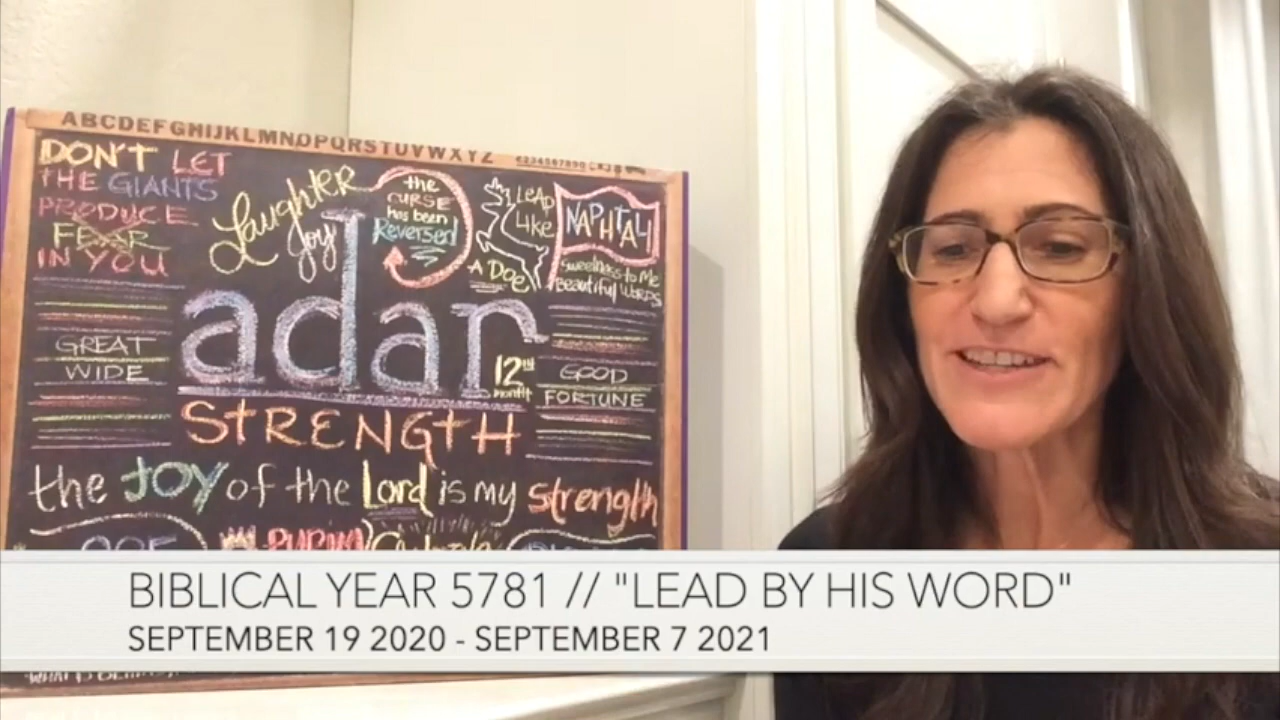 ABCDEFGHIJKLMNOPQRSTUVWXYZ
DON'T LET
THE GIANTS
PRODUCE
FEAR
IN YOU
Laughter
Joy
the
CURSE
has been
Reversed
LEAD
LIKE
A DOE
NAPHTALI
Sweetness to Me
Beautiful Words
adar
12th
month
GREAT
WIDE
GOOD
FORTUNE
STRENGTH
the JOY of the Lord is my strength
PURIM
BIBLICAL YEAR 5781 // "LEAD BY HIS WORD"
SEPTEMBER 19 2020 - SEPTEMBER 7 2021